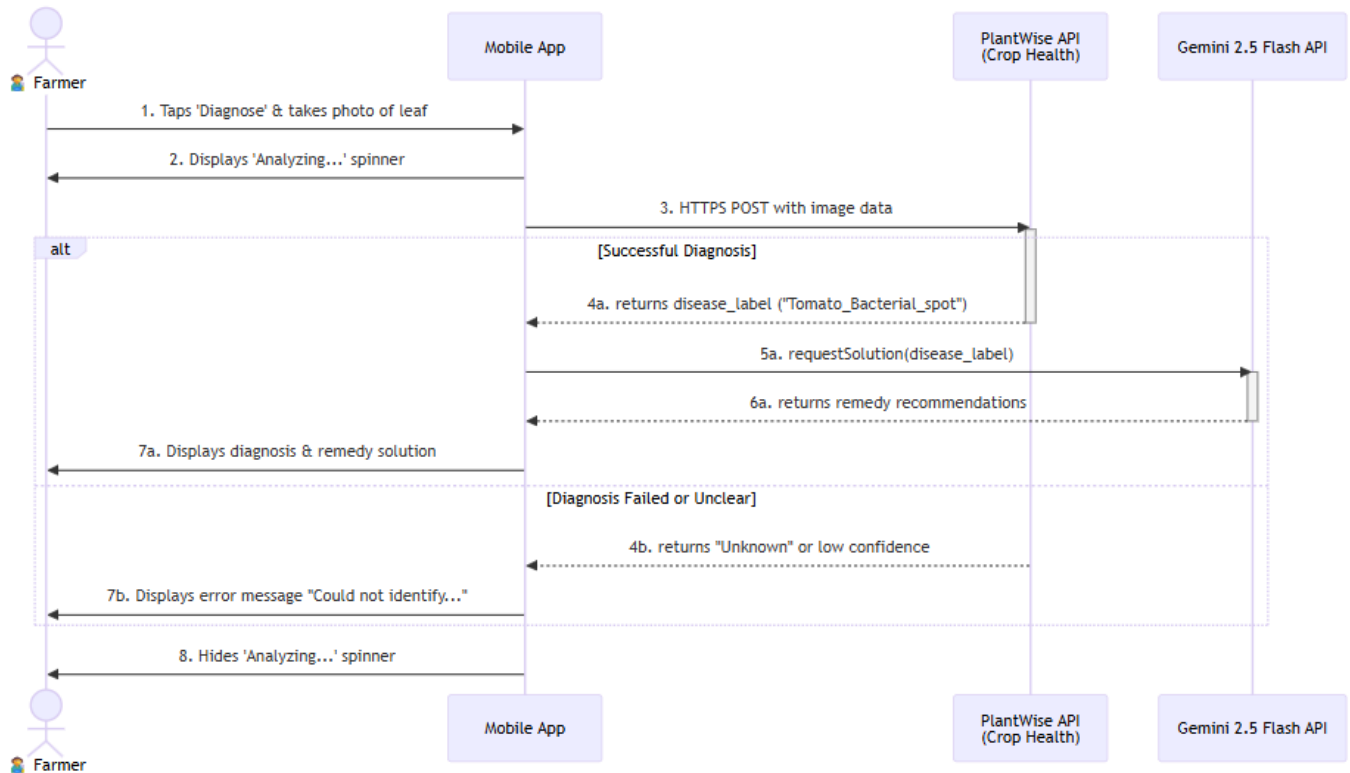 Farmer
Mobile App
PlantWise API
(Crop Health)
Gemini 2.5 Flash API
1. Taps 'Diagnose' & takes photo of leaf
2. Displays 'Analyzing...' spinner
3. HTTPS POST with image data
alt
[Successful Diagnosis]
4a. returns disease_label ("Tomato_Bacterial_spot")
5a. requestSolution(disease_label)
6a. returns remedy recommendations
7a. Displays diagnosis & remedy solution
[Diagnosis Failed or Unclear]
4b. returns "Unknown" or low confidence
7b. Displays error message "Could not identify..."
8. Hides 'Analyzing...' spinner
Farmer
Mobile App
PlantWise API
(Crop Health)
Gemini 2.5 Flash API